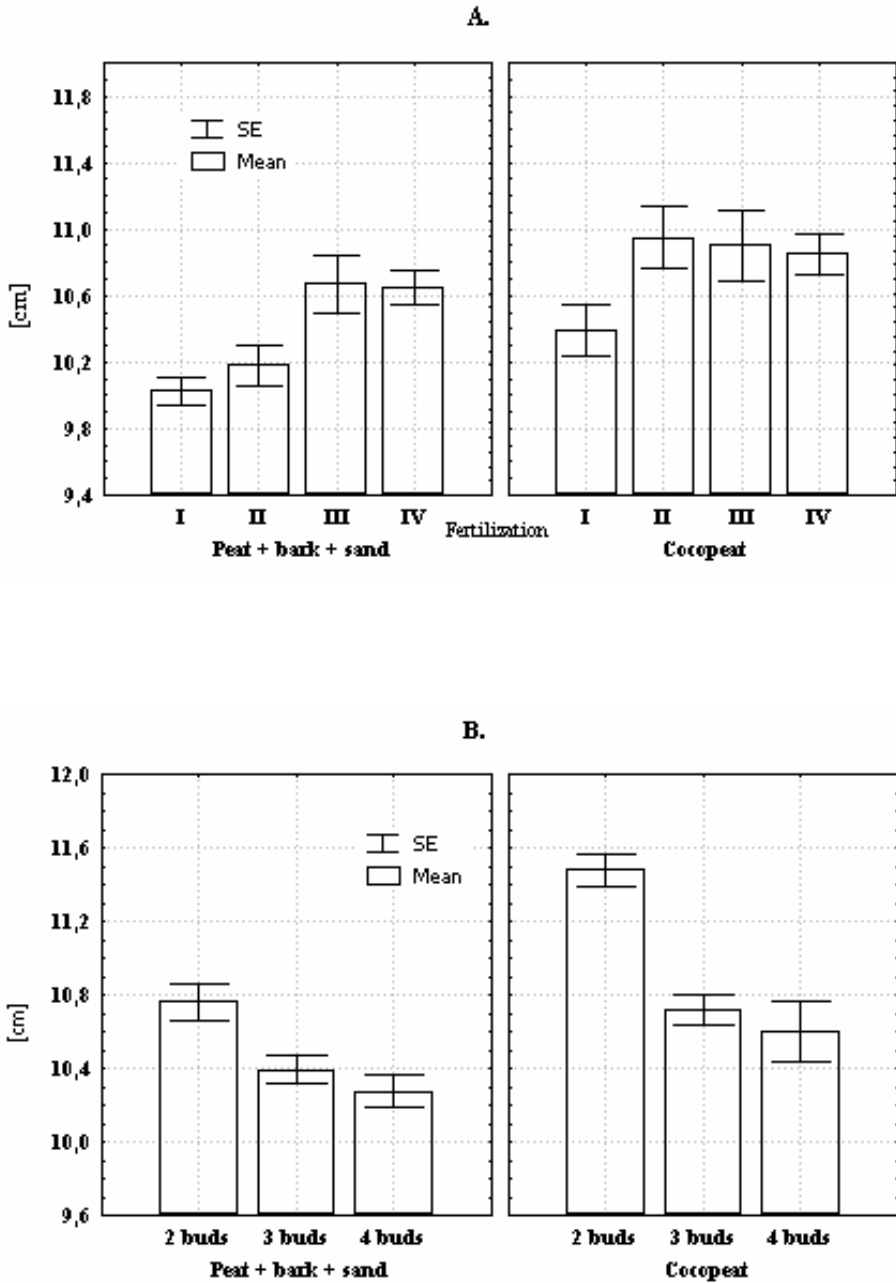 A.
11,8
11,4
11,0
10,6
10,2
9,8
9,4
[cm]
SE
Mean
I II III IV Fertilization I II III IV
Peat + bark + sand Cocopeat
B.
12,0
11,6
11,2
10,8
10,4
10,0
9,6
[cm]
SE
Mean
2 buds 3 buds 4 buds 2 buds 3 buds 4 buds
Peat + bark + sand Cocopeat